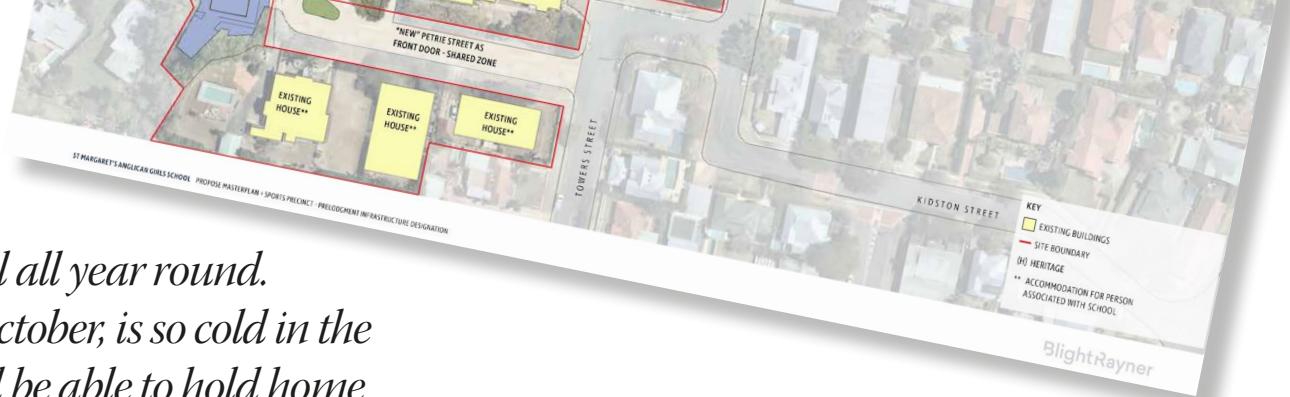 "NEW" PETRIE STREET AS
FRONT DOOR - SHARED ZONE
EXISTING
HOUSE**
EXISTING
HOUSE**
EXISTING
HOUSE**
TOWERS STREET
KIDSTON STREET
ST MARGARET'S ANGLICAN GIRLS SCHOOL PROPOSE MASTERPLAN + SPORTS PRECINCT - PRELODGMENT INFRASTRUCTURE DESIGNATION
KEY
EXISTING BUILDINGS
SITE BOUNDARY
(H) HERITAGE
** ACCOMMODATION FOR PERSON
ASSOCIATED WITH SCHOOL
BlightRayner
all year round.
ctober, is so cold in the
be able to hold home